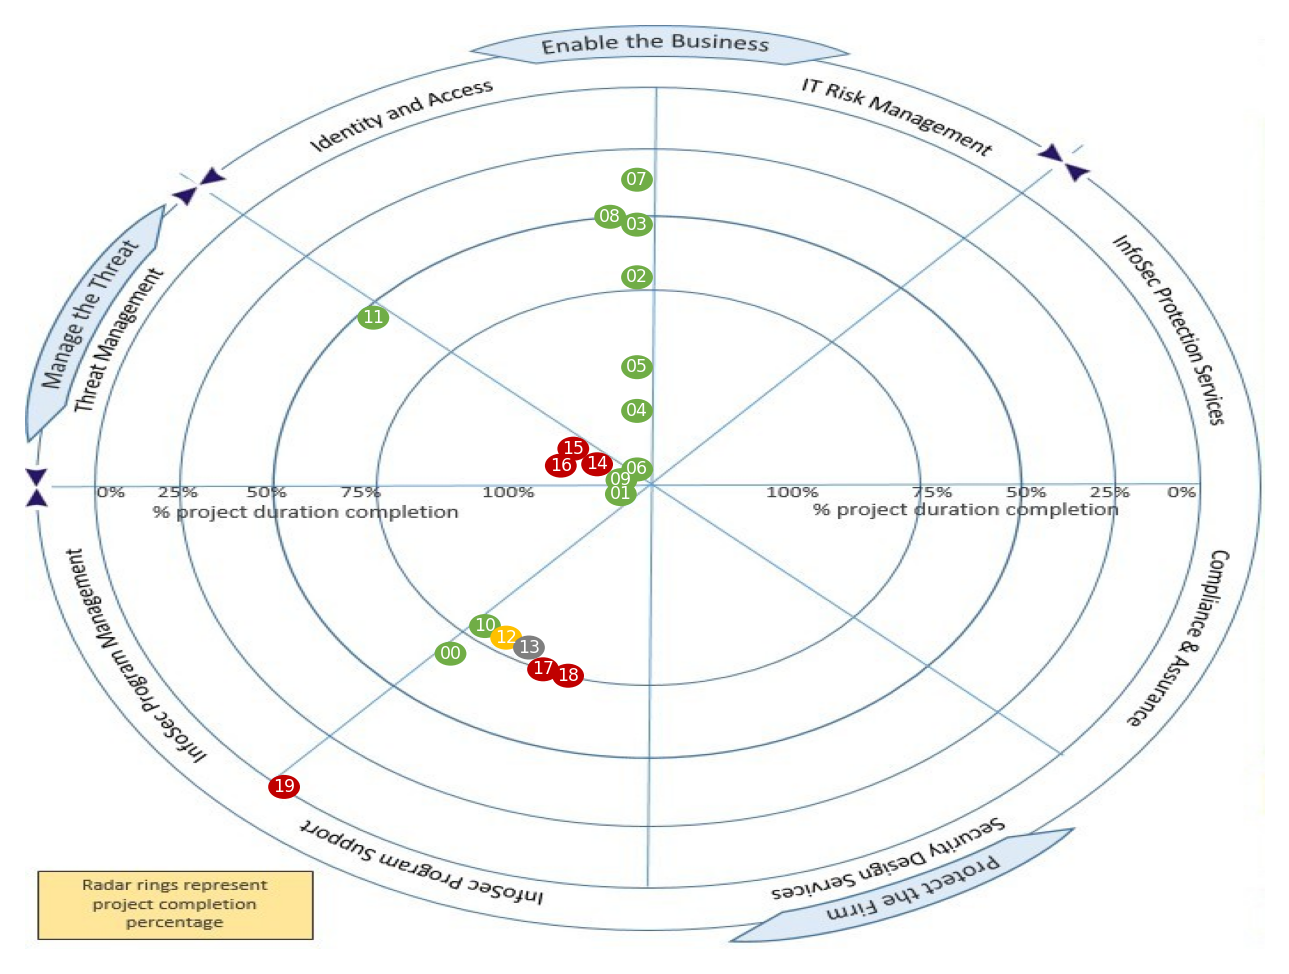 Enable the Business
Identity and Access
IT Risk Management
Manage the Threat
Threat Management
InfoSec Protection Services
07
08
03
02
11
05
04
15
16
14
06
09
01
0% 25% 50% 75% 100% 100% 75% 50% 25% 0%
% project duration completion
% project duration completion
InfoSec Program Management
Compliance & Assurance
10
12
13
00
17
18
19
InfoSec Program Support
Security Design Services
Protect the Firm
Radar rings represent
project completion
percentage